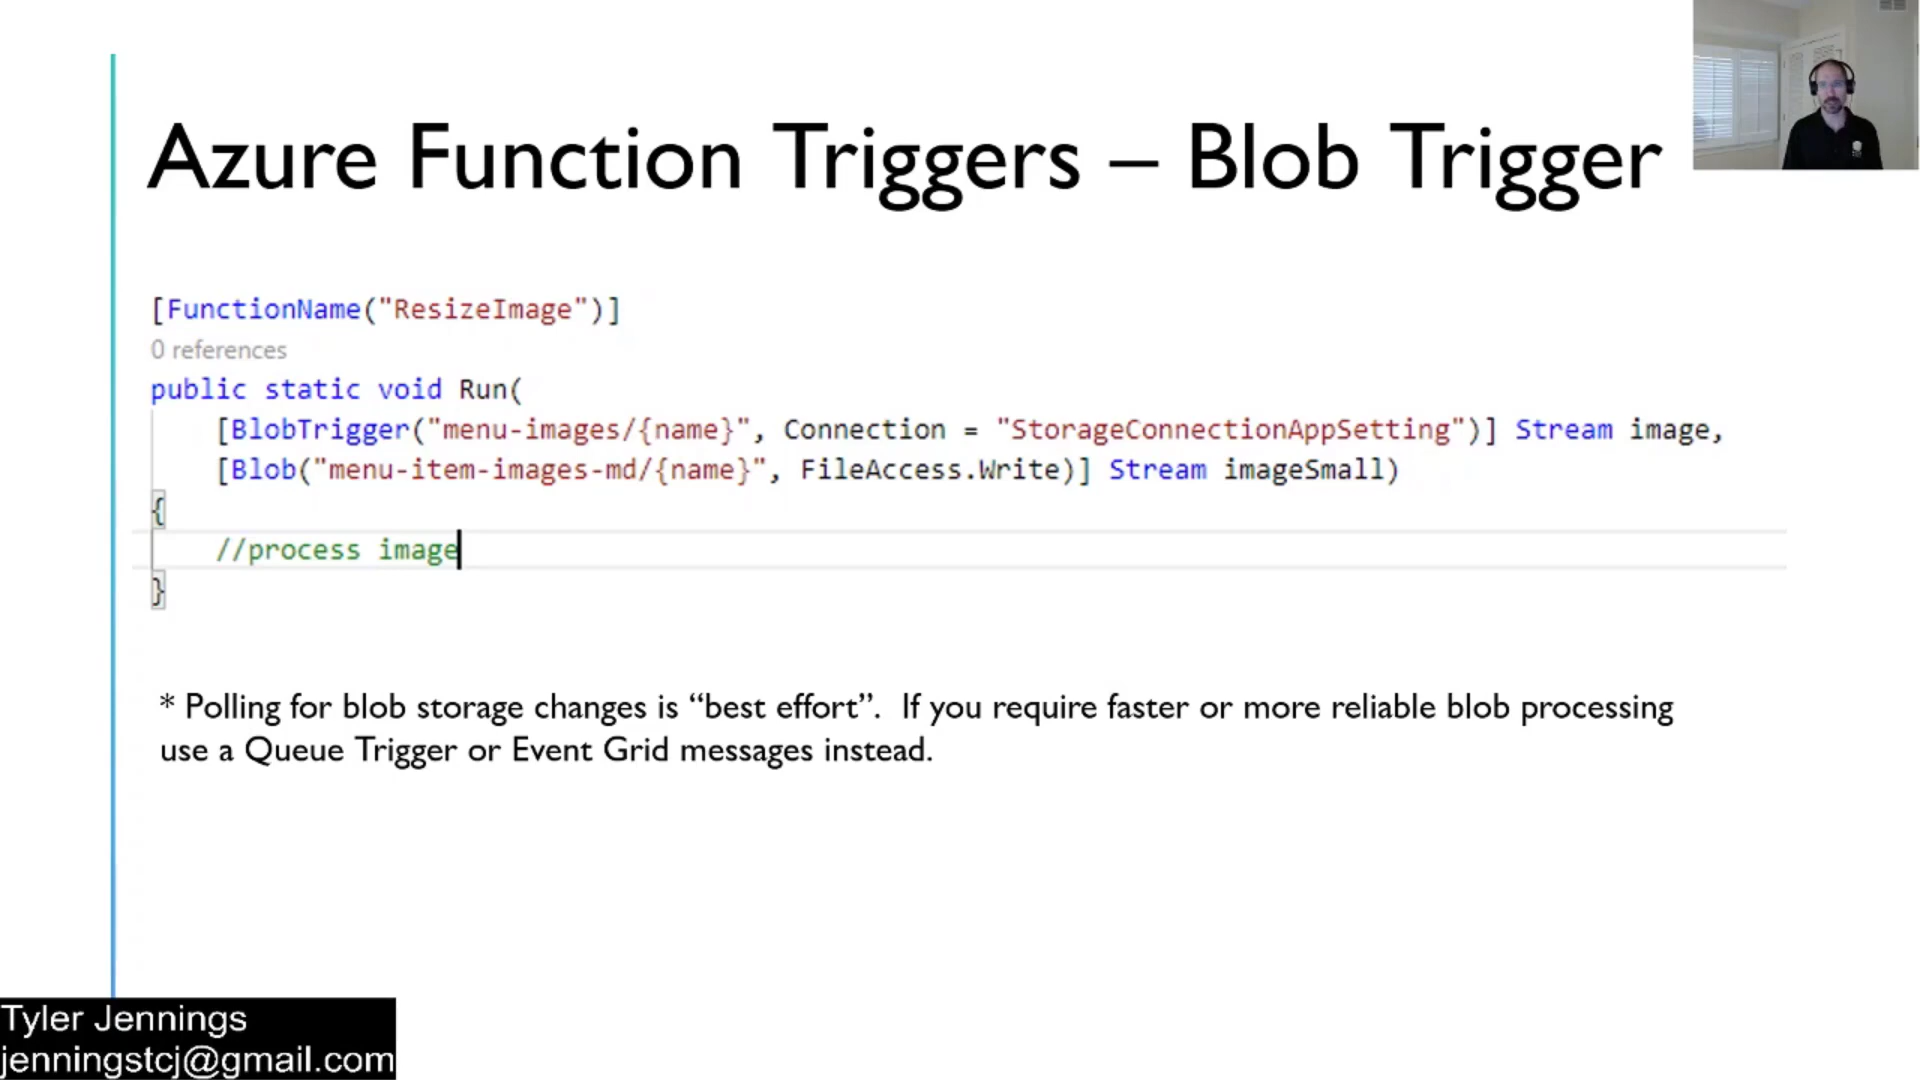 Azure Function Triggers – Blob Trigger
[FunctionName("ResizeImage")]
0 references
public static void Run(
[BlobTrigger("menu-images/{name}", Connection = "StorageConnectionAppSetting")] Stream image,
[Blob("menu-item-images-md/{name}", FileAccess.Write)] Stream imageSmall)
{
//process image
}
* Polling for blob storage changes is “best effort”.  If you require faster or more reliable blob processing
use a Queue Trigger or Event Grid messages instead.
Tyler Jennings
jenningstcj@gmail.com